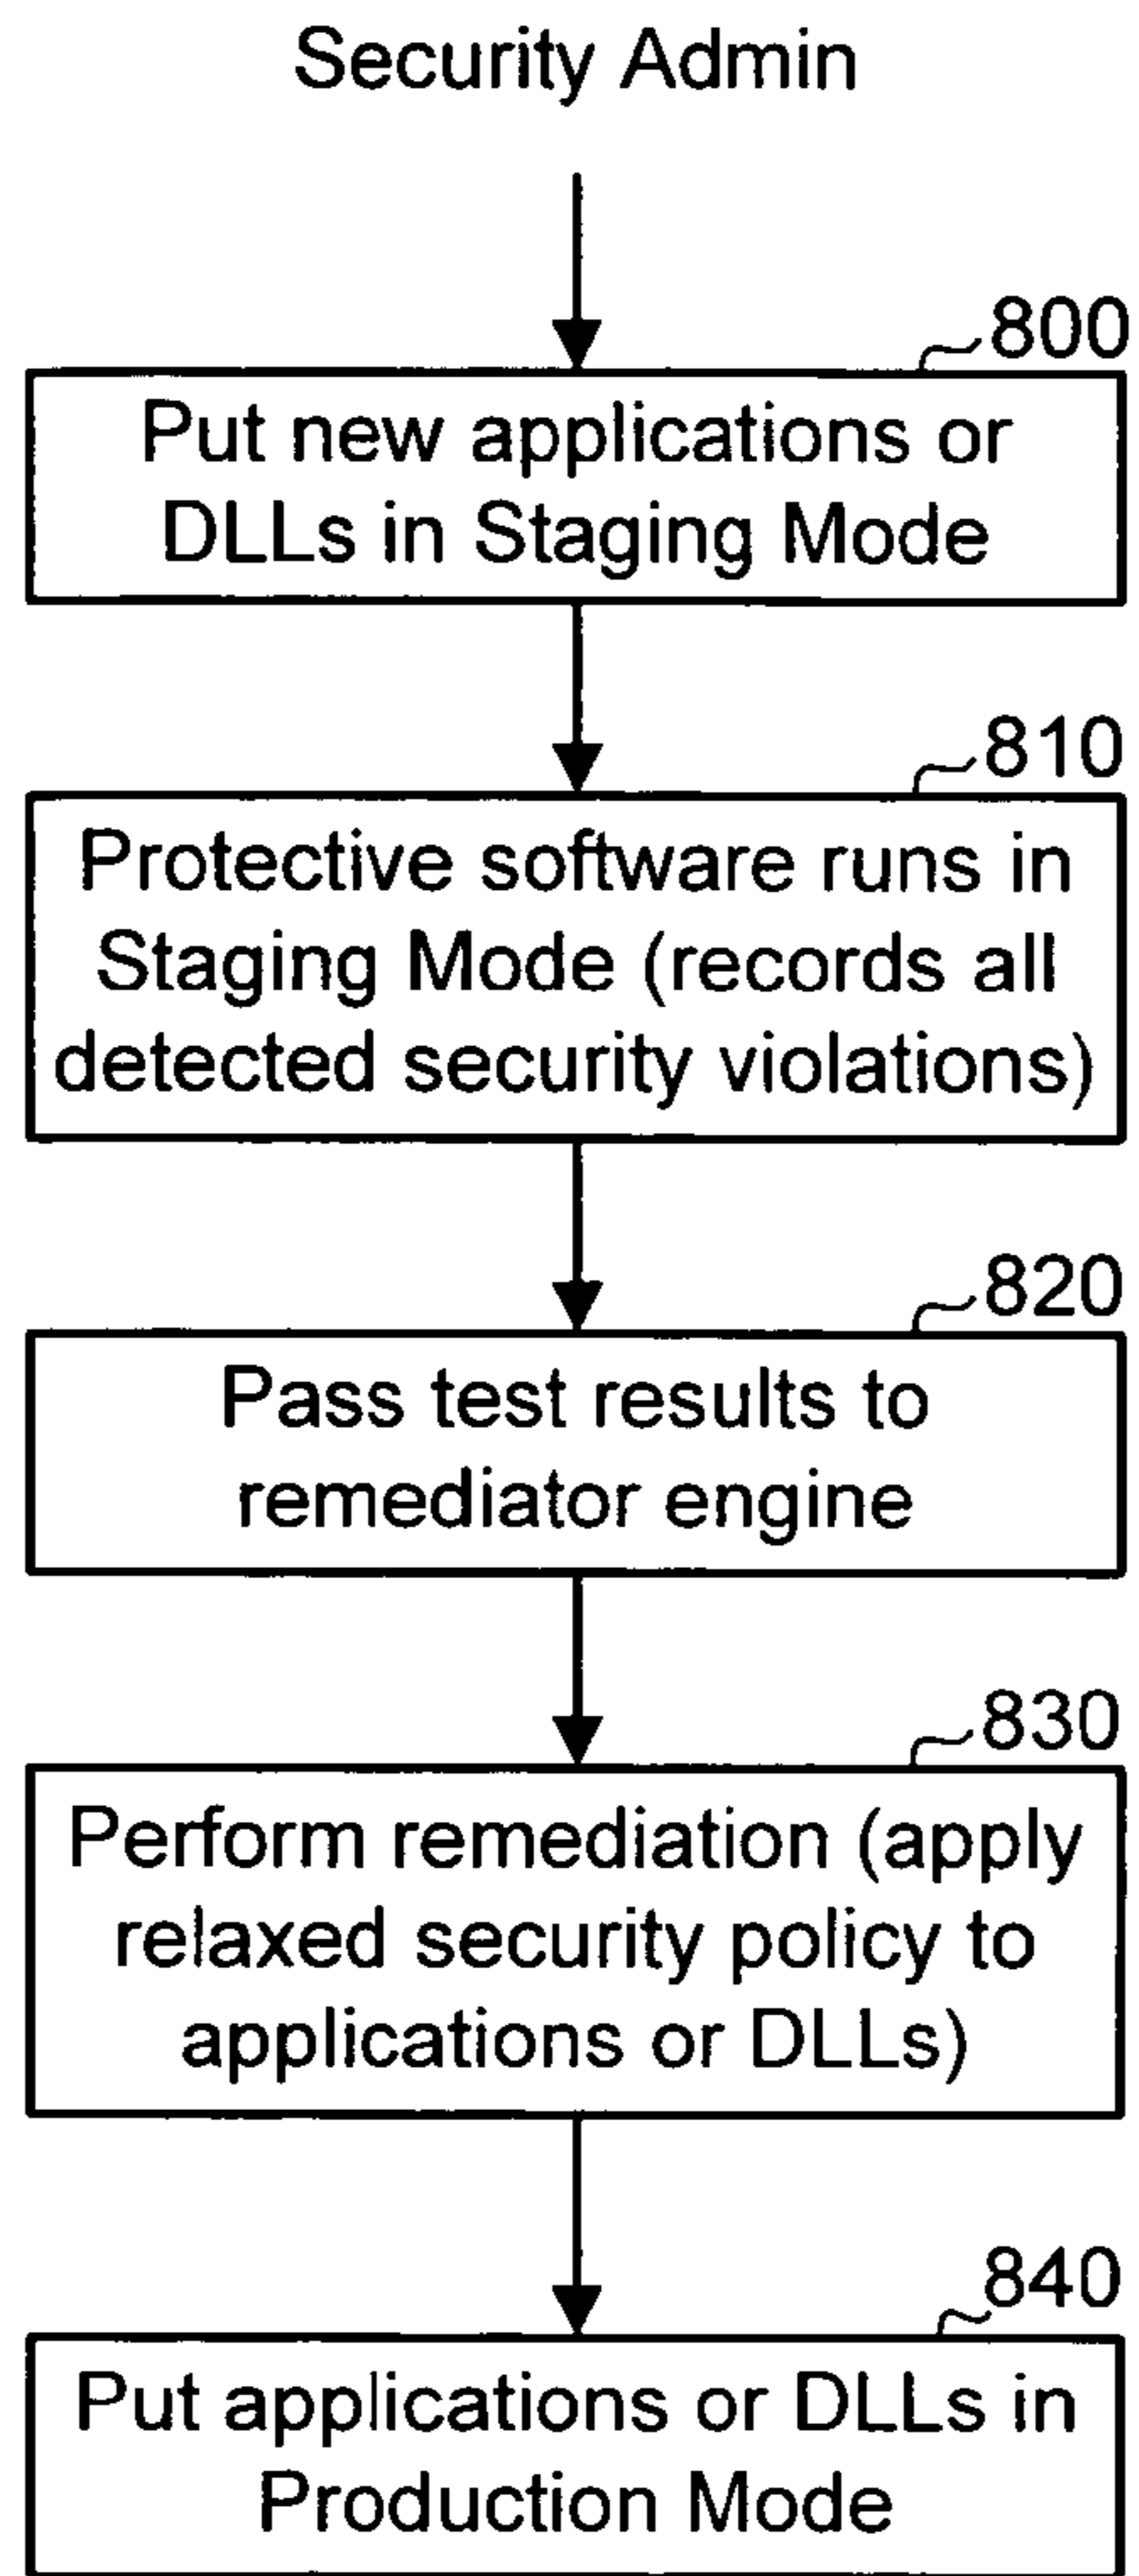 Security Admin
800
Put new applications or
DLLs in Staging Mode
810
Protective software runs in
Staging Mode (records all
detected security violations)
820
Pass test results to
remediator engine
830
Perform remediation (apply
relaxed security policy to
applications or DLLs)
840
Put applications or DLLs in
Production Mode